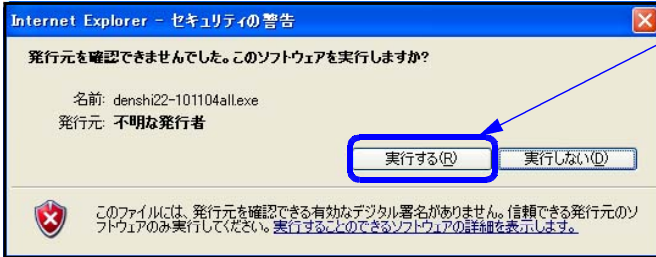 Internet Explorer - セキュリティの警告
発行元を確認できませんでした。このソフトウェアを実行しますか?
名前: denshi22-101104all.exe
発行元: 不明な発行者
実行する(R) 実行しない(D)
このファイルには、発行元を確認できる有効なデジタル署名がありません。信頼できる発行元のソ
フトウェアのみ実行してください。実行することのできるソフトウェアの詳細を表示します。